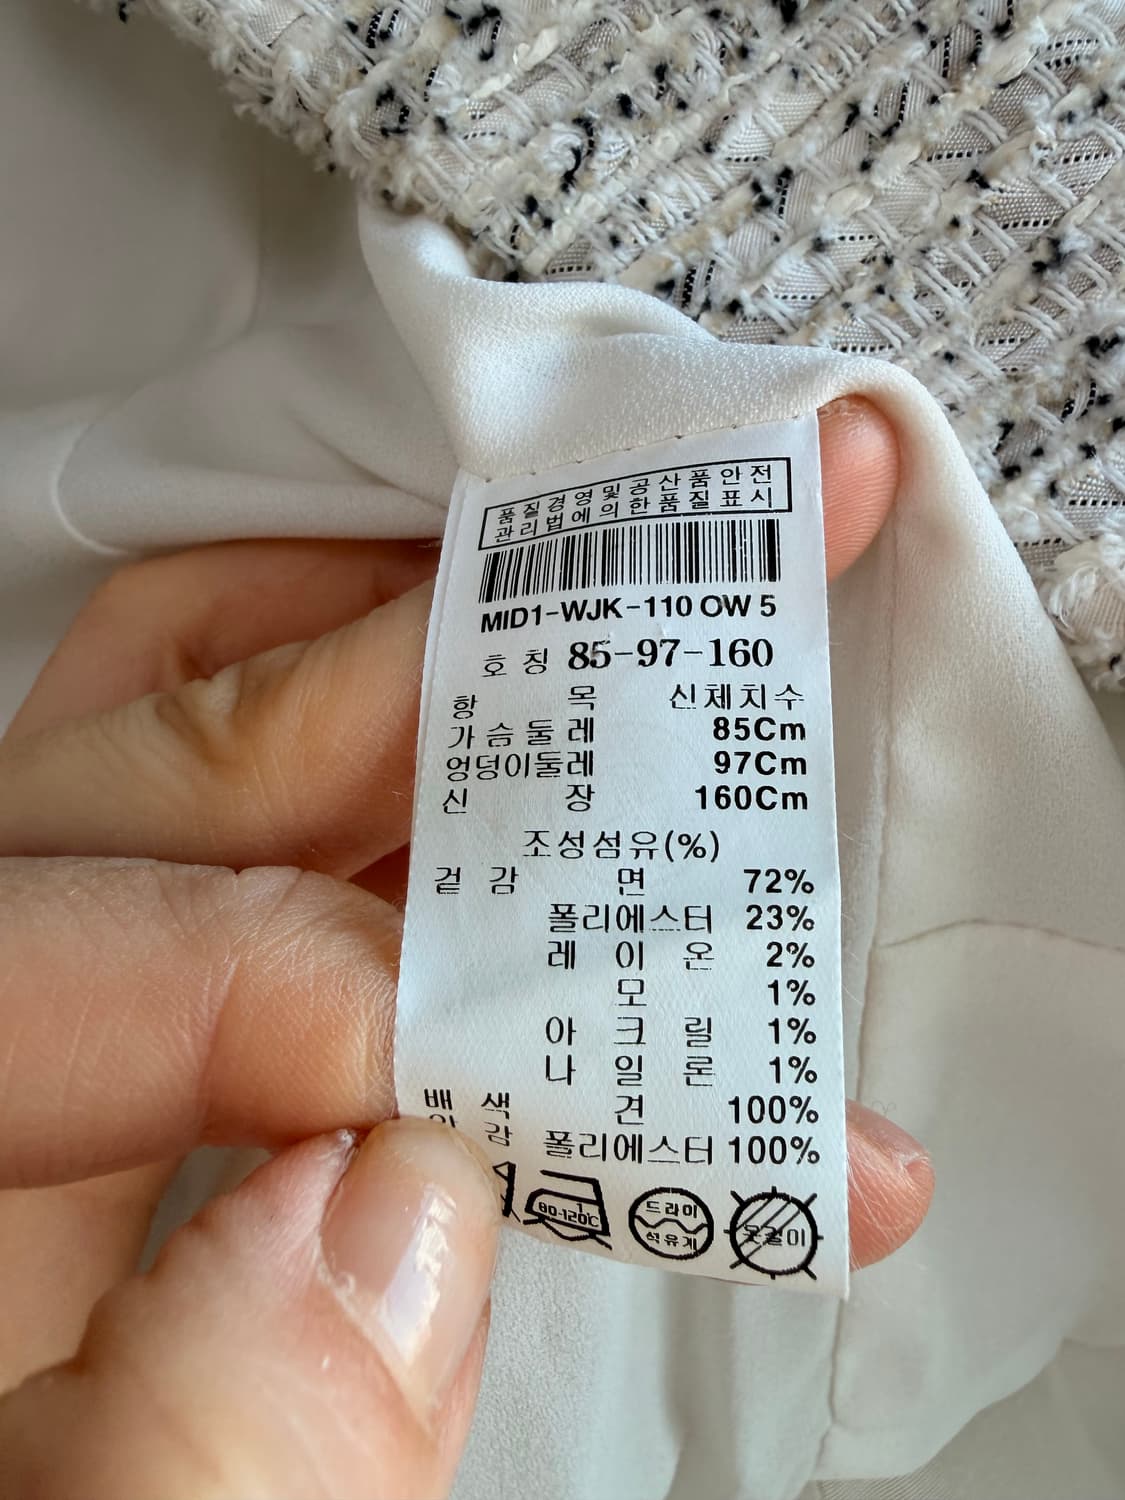 품질경영및공산품안전
관리법에의한품질표시
MID1-WJK-110 OW 5
호칭 85-97-160
항목 신체치수
가슴둘레 85Cm
엉덩이둘레 97Cm
신장 160Cm
조성섬유(%)
겉감 면 72%
폴리에스터 23%
레이온 2%
모 1%
아크릴 1%
나일론 1%
배색 견 100%
감 폴리에스터 100%
80-120℃
드라이
석유계
옷걸이